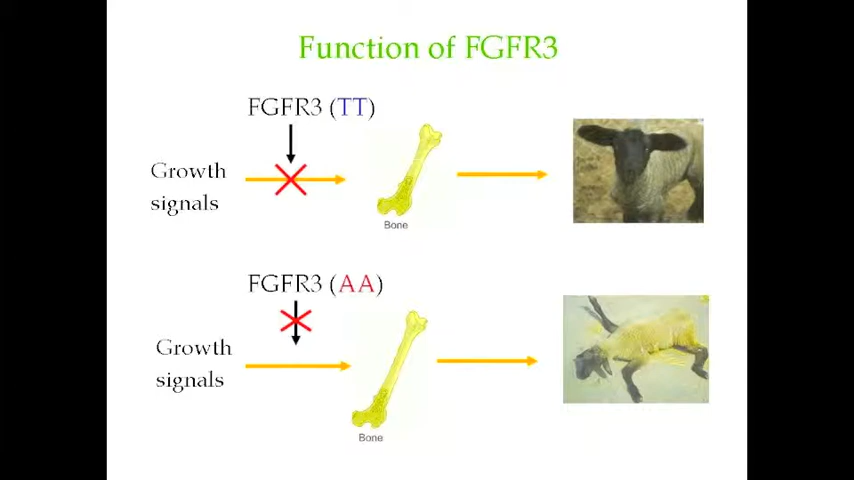 Function of FGFR3
FGFR3 (TT)
Growth
signals
Bone
FGFR3 (AA)
Growth
signals
Bone